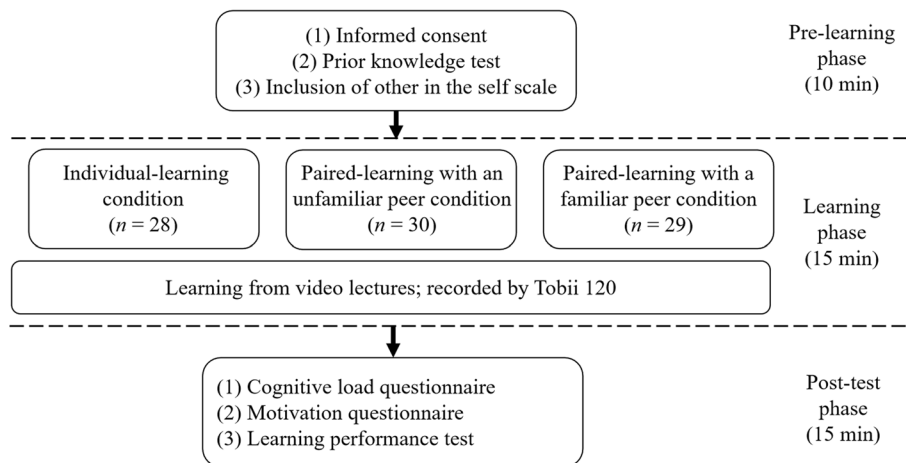 (1) Informed consent
(2) Prior knowledge test
(3) Inclusion of other in the self scale
Pre-learning
phase
(10 min)
Individual-learning
condition
(n = 28)
Paired-learning with an
unfamiliar peer condition
(n = 30)
Paired-learning with a
familiar peer condition
(n = 29)
Learning
phase
(15 min)
Learning from video lectures; recorded by Tobii 120
(1) Cognitive load questionnaire
(2) Motivation questionnaire
(3) Learning performance test
Post-test
phase
(15 min)